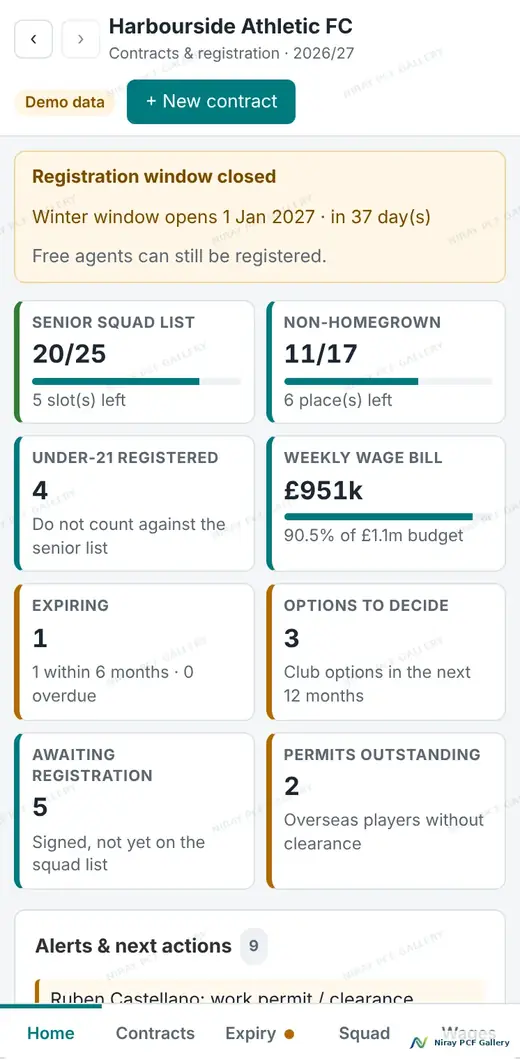 Harbourside Athletic FC
Contracts & registration · 2026/27
Demo data
+ New contract
Registration window closed
Winter window opens 1 Jan 2027 · in 37 day(s)
Free agents can still be registered.
SENIOR SQUAD LIST
20/25
5 slot(s) left
NON-HOMEGROWN
11/17
6 place(s) left
UNDER-21 REGISTERED
4
Do not count against the
senior list
WEEKLY WAGE BILL
£951k
90.5% of £1.1m budget
EXPIRING
1
1 within 6 months · 0
overdue
OPTIONS TO DECIDE
3
Club options in the next
12 months
AWAITING
REGISTRATION
5
Signed, not yet on the
squad list
PERMITS OUTSTANDING
2
Overseas players without
clearance
Alerts & next actions 9
Ruben Castellano: work permit / clearance
Home
Contracts
Expiry
Squad
Wages
Niray PCF Gallery
NIRAY PCF GALLERY